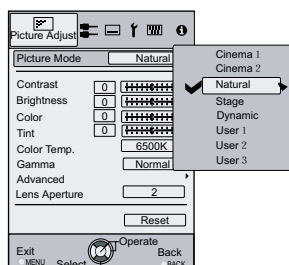 Picture Adjust
Picture Mode Natural
Contrast 0
Brightness 0
Color 0
Tint 0
Color Temp. 6500K
Gamma Normal
Advanced
Lens Aperture 2
Reset
Cinema 1
Cinema 2
Natural
Stage
Dynamic
User 1
User 2
User 3
Operate
Exit Back
MENU Select BACK